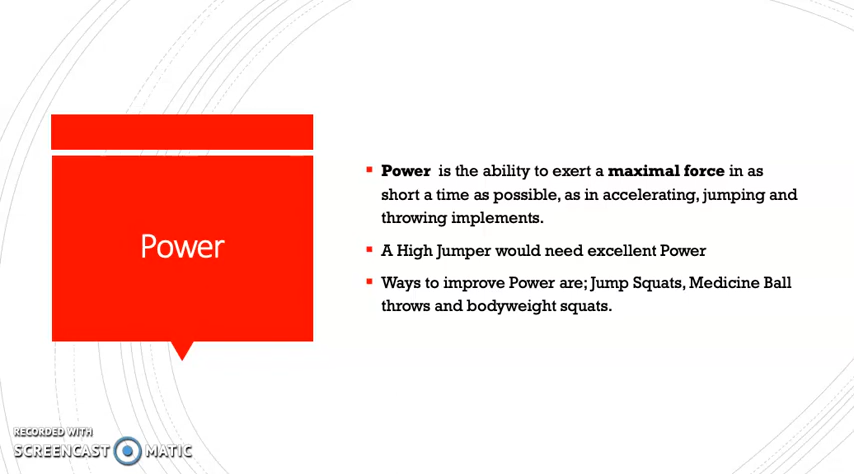 Power
Power is the ability to exert a maximal force in as
short a time as possible, as in accelerating, jumping and
throwing implements.
A High Jumper would need excellent Power
Ways to improve Power are; Jump Squats, Medicine Ball
throws and bodyweight squats.
RECORDED WITH
SCREENCAST MATIC